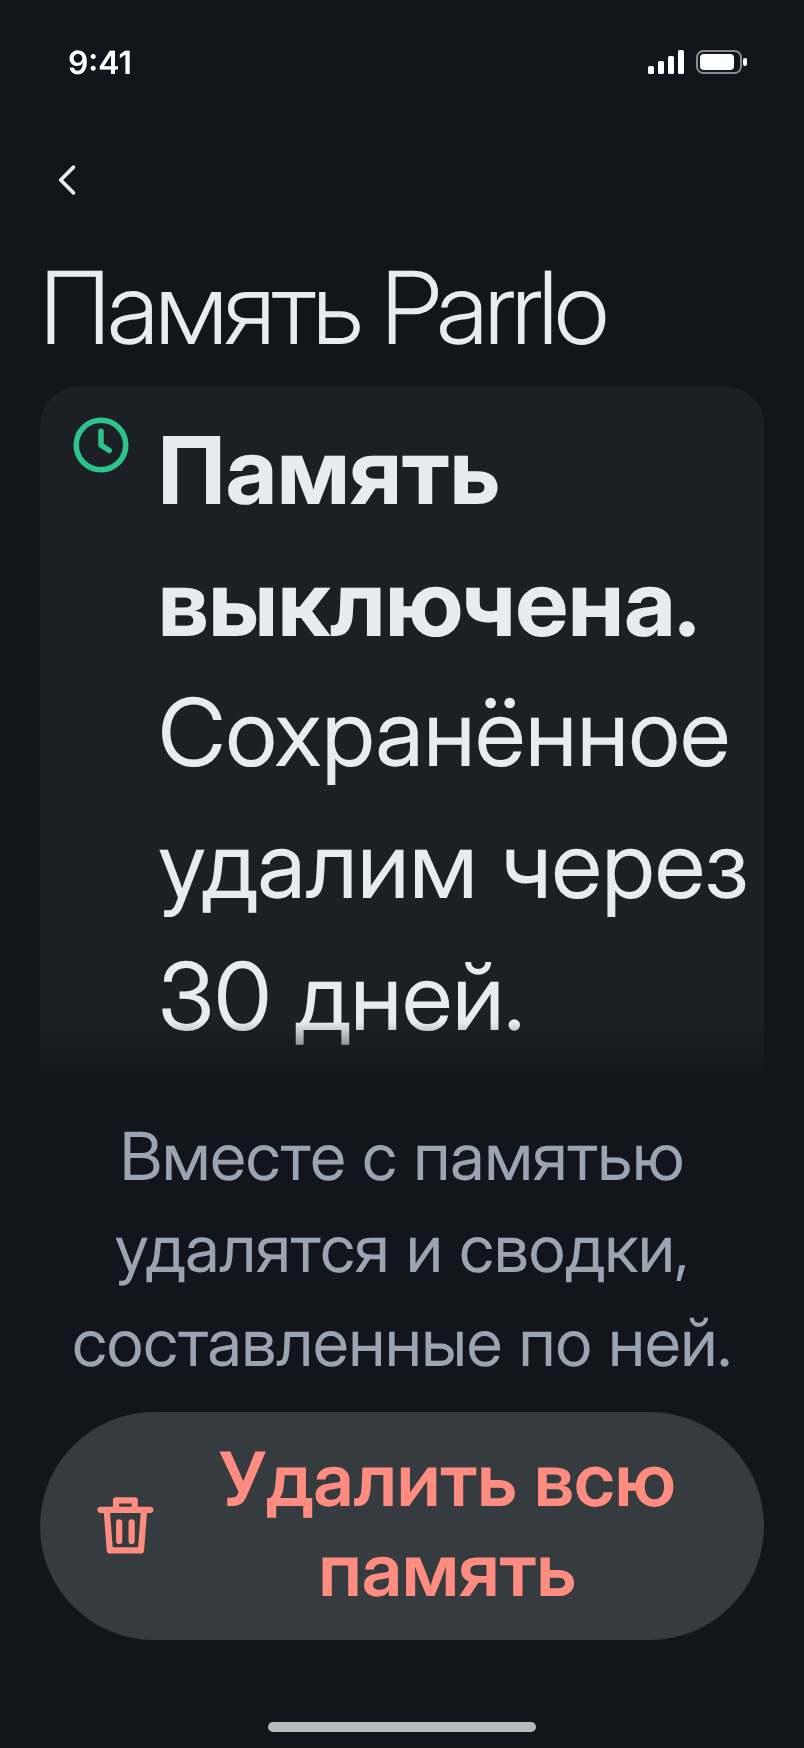 9:41
Память Parrlo
Память
выключена.
Сохранённое
удалим через
30 дней.
Вместе с памятью
удалятся и сводки,
составленные по ней.
Удалить всю
память